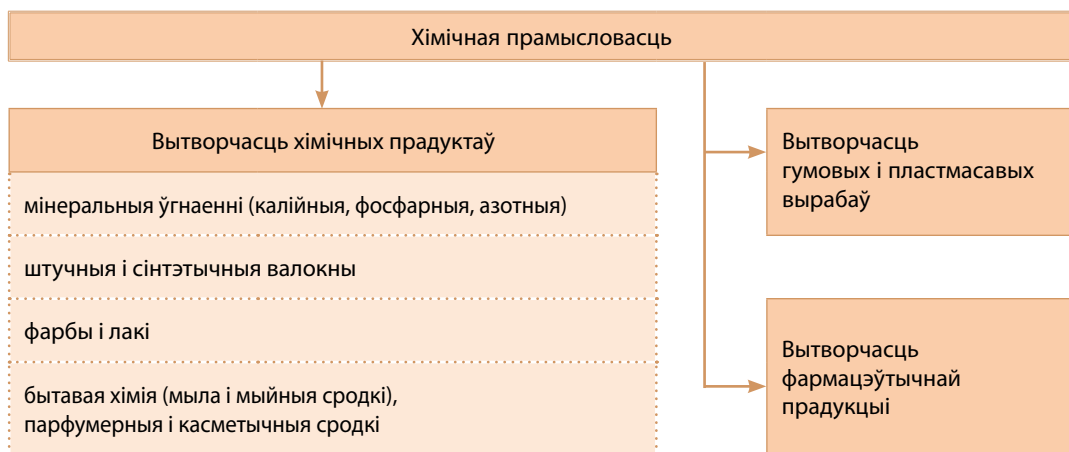 Хімічная прамысловасць
Вытворчасць хімічных прадуктаў
мінеральныя ўгнаенні (калійныя, фосфарныя, азотныя)
штучныя і сінтэтычныя валокны
фарбы і лакі
бытавая хімія (мыла і мыйныя сродкі),
парфумерныя і касметычныя сродкі
Вытворчасць
гумовых і пластмасавых
вырабаў
Вытворчасць
фармацэўтычнай
прадукцыі